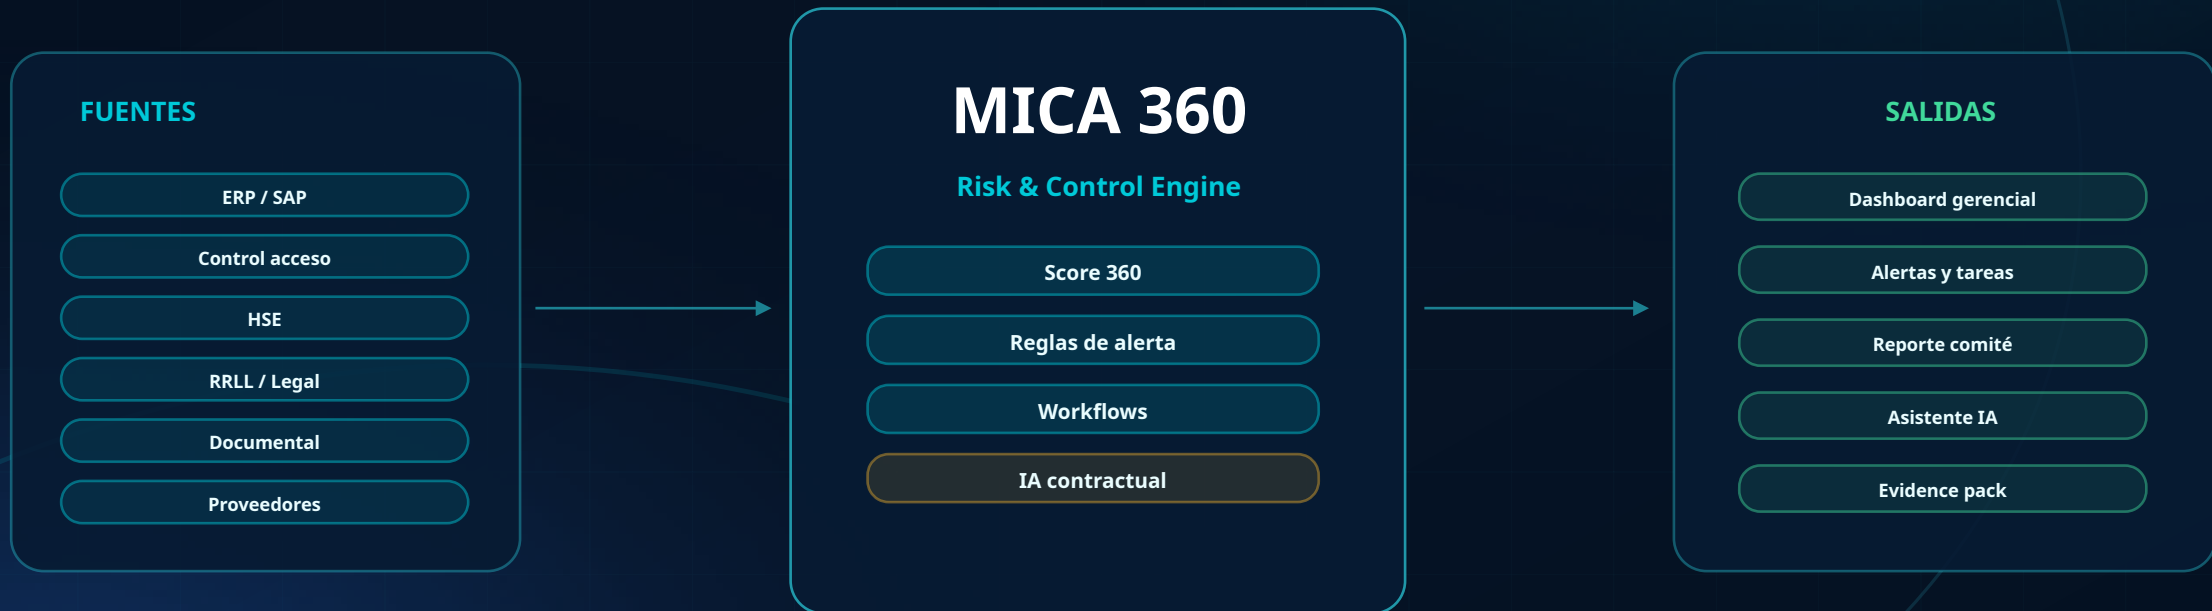 FUENTES
ERP / SAP
Control acceso
HSE
RRLL / Legal
Documental
Proveedores
MICA 360
Risk & Control Engine
Score 360
Reglas de alerta
Workflows
IA contractual
SALIDAS
Dashboard gerencial
Alertas y tareas
Reporte comité
Asistente IA
Evidence pack